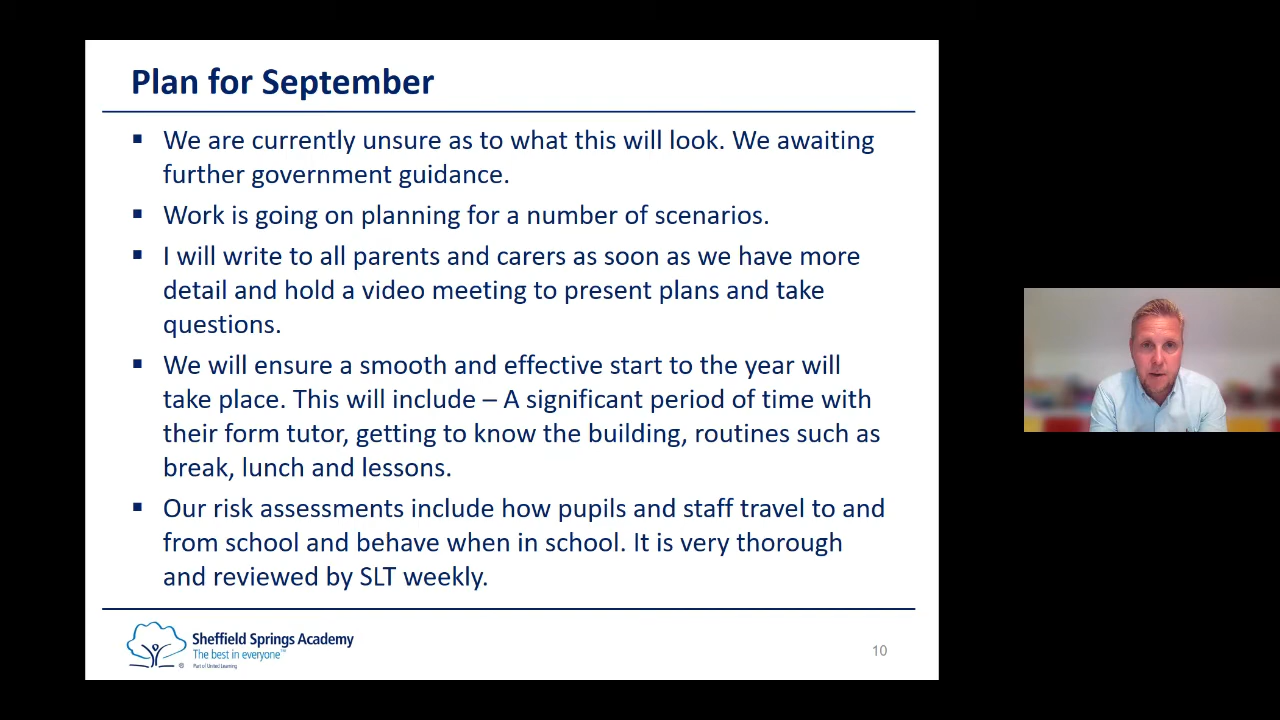 Plan for September
▪ We are currently unsure as to what this will look. We awaiting
further government guidance.
▪ Work is going on planning for a number of scenarios.
▪ I will write to all parents and carers as soon as we have more
detail and hold a video meeting to present plans and take
questions.
▪ We will ensure a smooth and effective start to the year will
take place. This will include – A significant period of time with
their form tutor, getting to know the building, routines such as
break, lunch and lessons.
▪ Our risk assessments include how pupils and staff travel to and
from school and behave when in school. It is very thorough
and reviewed by SLT weekly.
Sheffield Springs Academy
The best in everyone™
Part of United Learning
®
10